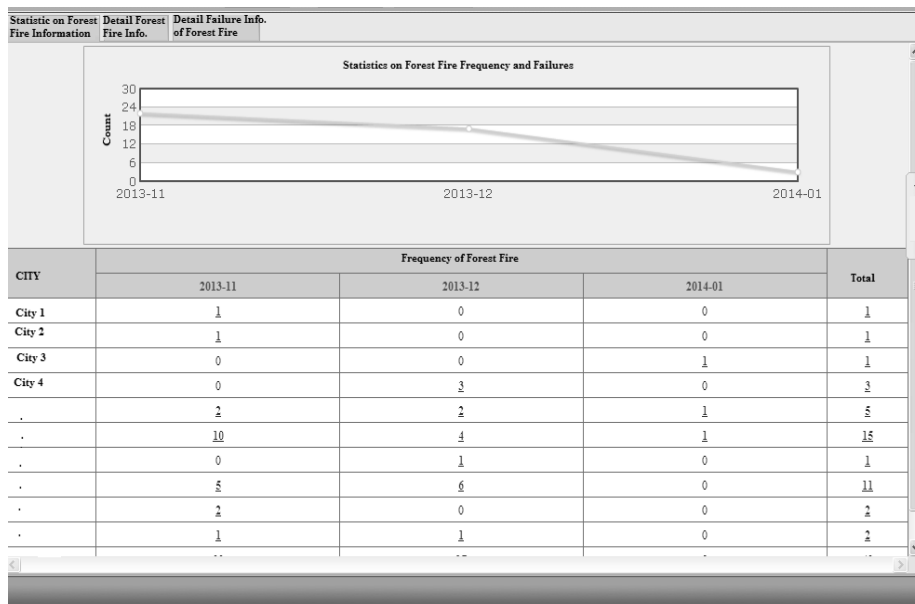 Statistic on Forest Fire Information
Detail Forest Fire Info.
Detail Failure Info. of Forest Fire
Statistics on Forest Fire Frequency and Failures
Count
30
24
18
12
6
0
2013-11 2013-12 2014-01
CITY Frequency of Forest Fire Total
2013-11 2013-12 2014-01
City 1 1 0 0 1
City 2 1 0 0 1
City 3 0 0 1 1
City 4 0 3 0 3
. 2 2 1 5
. 10 4 1 15
. 0 1 0 1
. 5 6 0 11
. 2 0 0 2
. 1 1 0 2